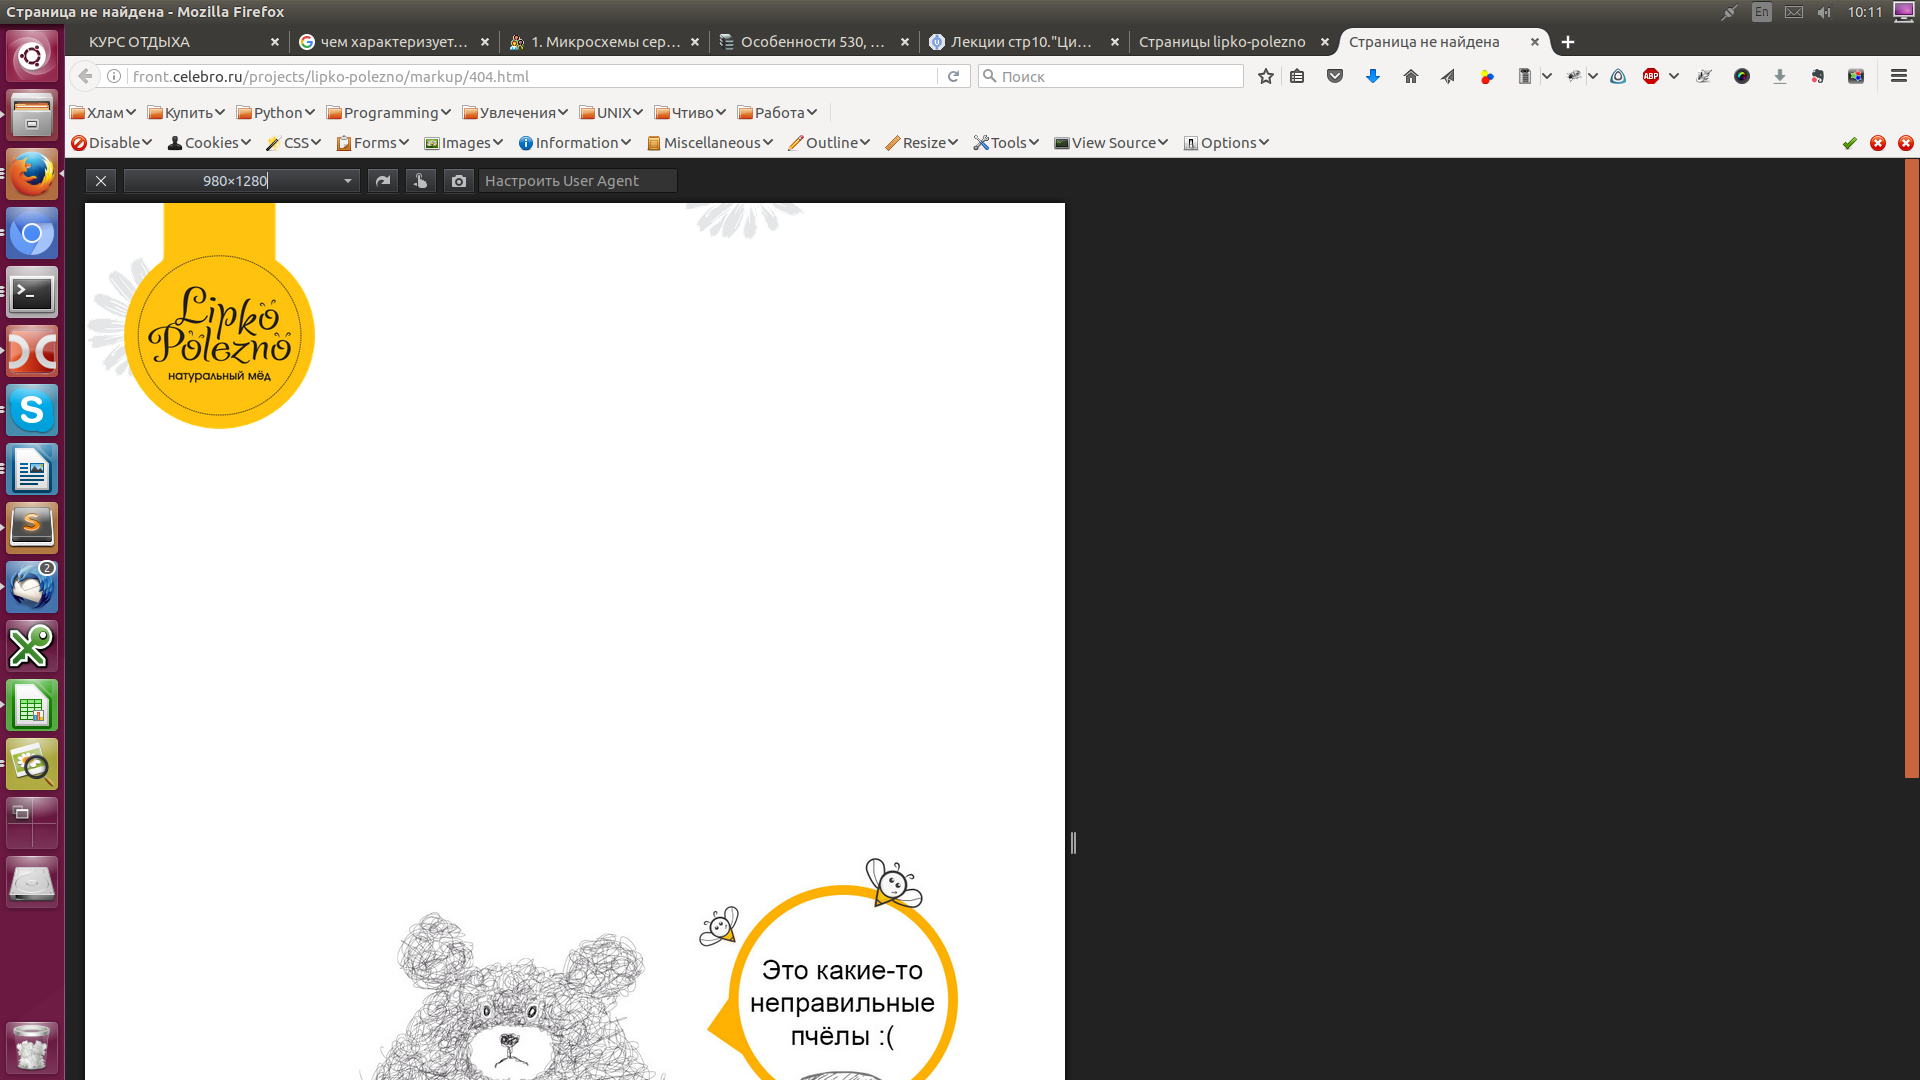 Страница не найдена - Mozilla Firefox
En
10:11
КУРС ОТДЫХА
чем характеризует...
1. Микросхемы сер...
Особенности 530, ...
Лекции стр10."Ци...
Страницы lipko-polezno
Страница не найдена
front.celebro.ru/projects/lipko-polezno/markup/404.html
Поиск
ABP
Хлам
Купить
Python
Programming
Увлечения
UNIX
Чтиво
Работа
Disable
Cookies
CSS
Forms
Images
Information
Miscellaneous
Outline
Resize
Tools
View Source
Options
980×1280
Настроить User Agent
Lipko
Polezno
натуральный мёд
2
Это какие-то
неправильные
пчёлы :(